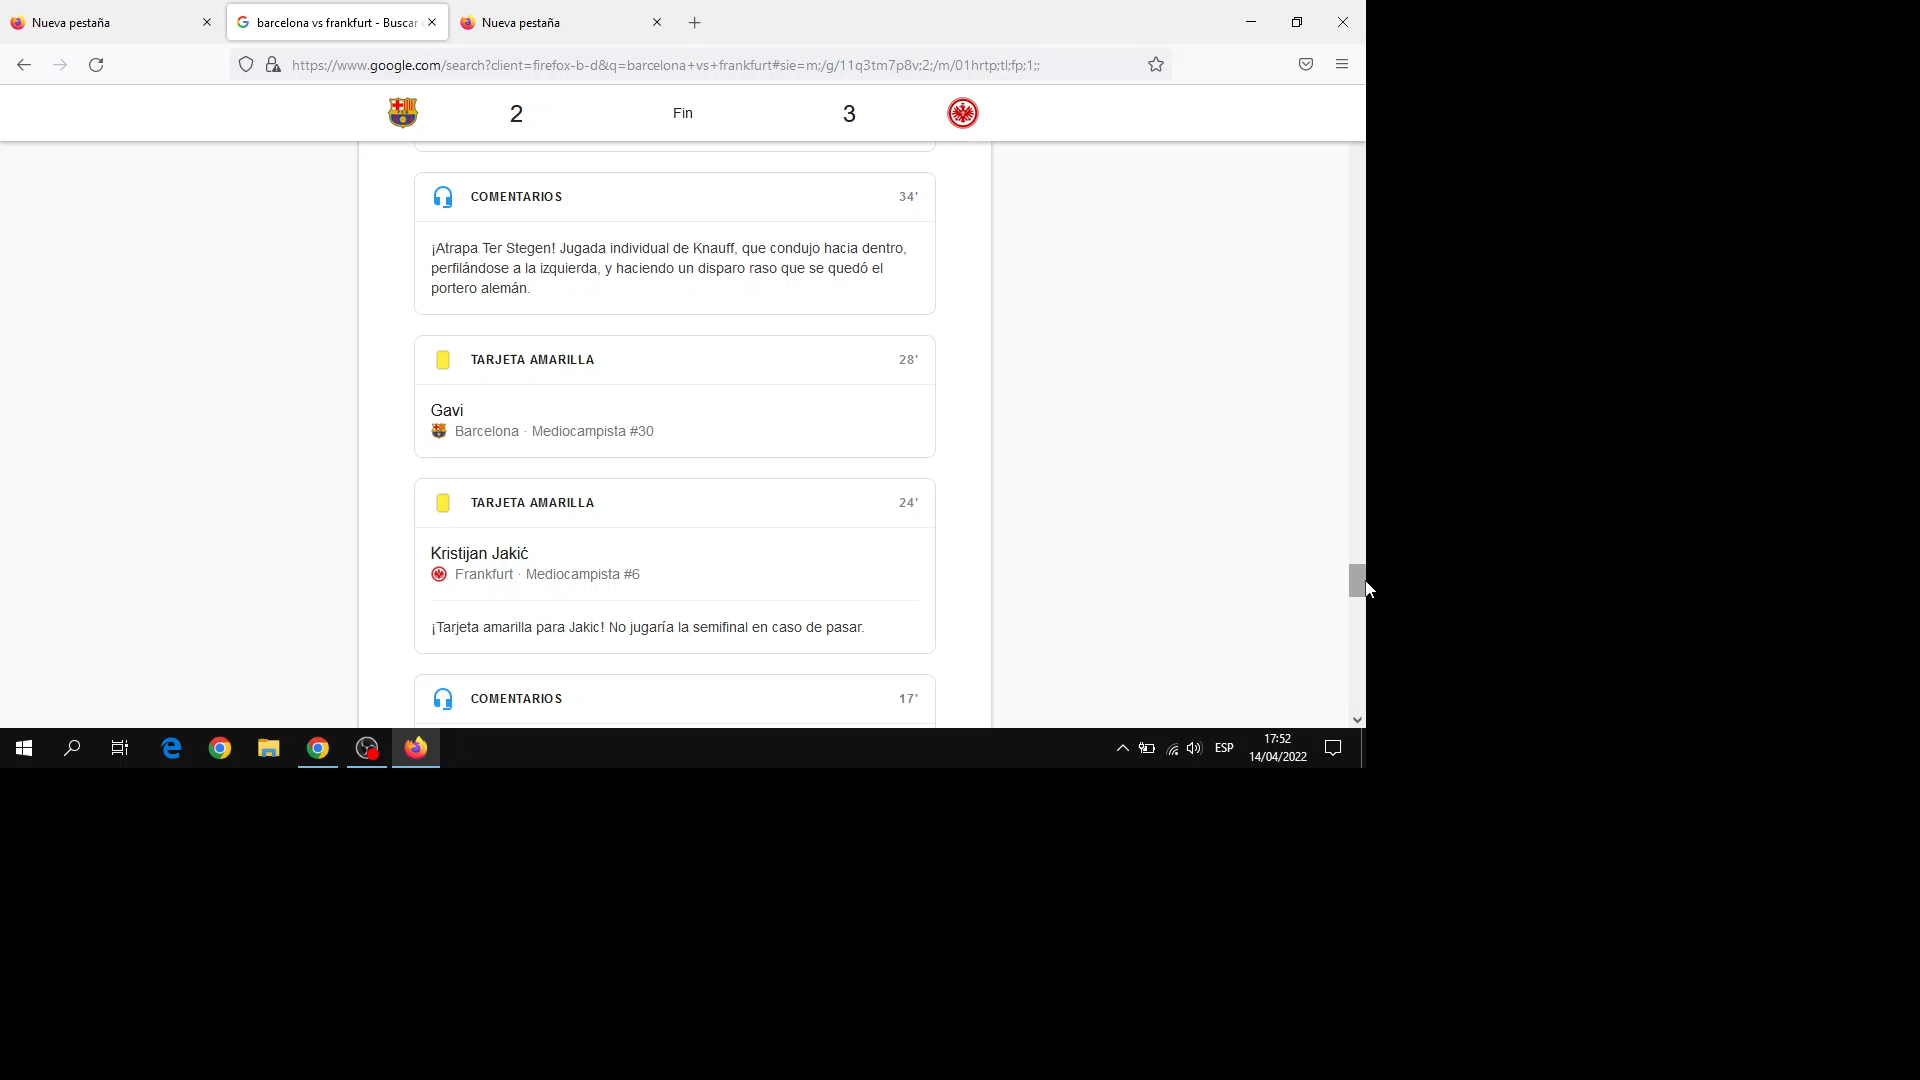 Nueva pestaña
barcelona vs frankfurt - Buscar
Nueva pestaña
https://www.google.com/search?client=firefox-b-d&q=barcelona+vs+frankfurt#sie=m;/g/11q3tm7p8v;2;/m/01hrtp;tl;fp;1;;
2 Fin 3
COMENTARIOS 34'
¡Atrapa Ter Stegen! Jugada individual de Knauff, que condujo hacia dentro,
perfilándose a la izquierda, y haciendo un disparo raso que se quedó el
portero alemán.
TARJETA AMARILLA 28'
Gavi
Barcelona · Mediocampista #30
TARJETA AMARILLA 24'
Kristijan Jakić
Frankfurt · Mediocampista #6
¡Tarjeta amarilla para Jakic! No jugaría la semifinal en caso de pasar.
COMENTARIOS 17'
ESP
17:52
14/04/2022